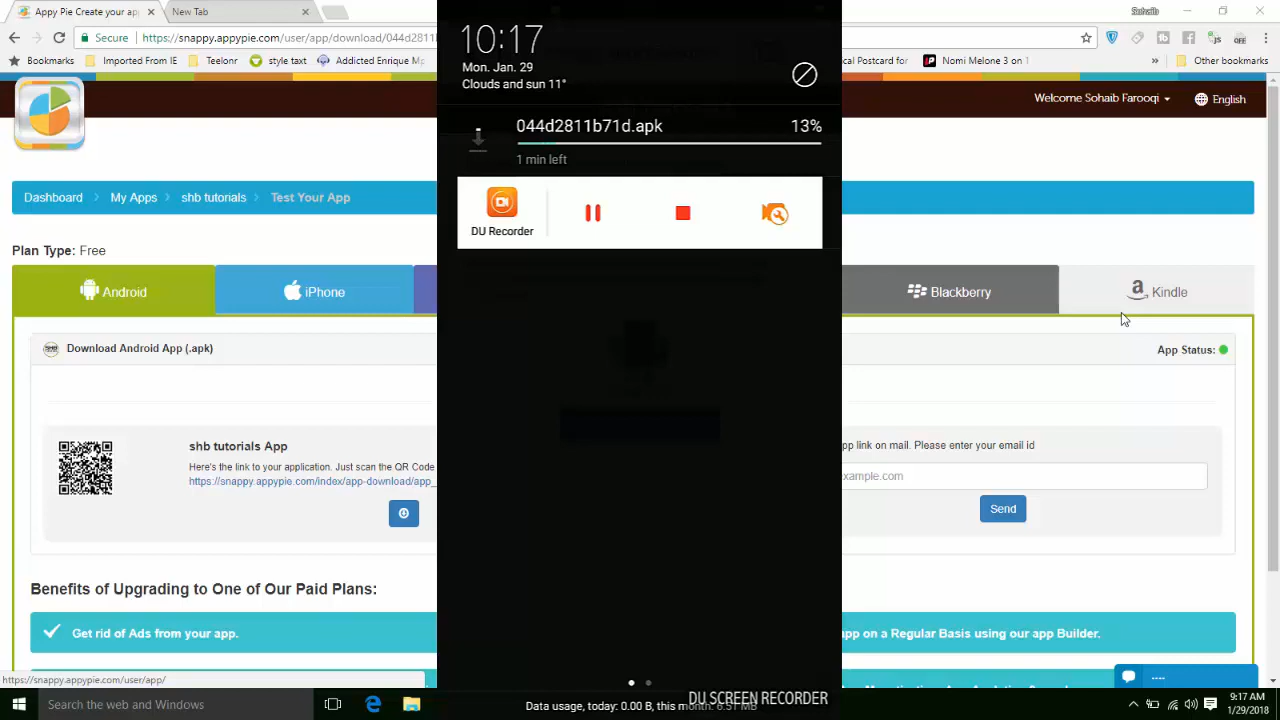 Appy Pie Create your app
New Tab
Sohaib
Secure
https://snappy.appypie.com/user/app/download/044d2811b
OFF
Bookmarks
Imported From IE
style taxt
Addicted Enrique M
cal Postcard for
Nomi Melone 3 on 1
Other bookmarks
Welcome Sohaib Farooqi
English
Dashboard
My Apps
shb tutorials
Test Your App
Plan Type: Free
Android
iPhone
Blackberry
Kindle
Download Android App (.apk)
App Status:
shb tutorials App
Here's the link to your application. Just scan the QR Code
https://snappy.appypie.com/index/app-download/app_
pp link on mail. Please enter your email id
xample.com
Send
Benefits of Upgrading to One of Our Paid Plans:
Get rid of Ads from your app.
app on a Regular Basis using our app Builder.
https://snappy.appypie.com/user/app/
Search the web and Windows
9:17 AM
1/29/2018
10:17
Mon. Jan. 29
Clouds and sun 11°
044d2811b71d.apk
13%
1 min left
DU Recorder
DU SCREEN RECORDER
Data usage, today: 0.00 B, this month: 6.51 MB